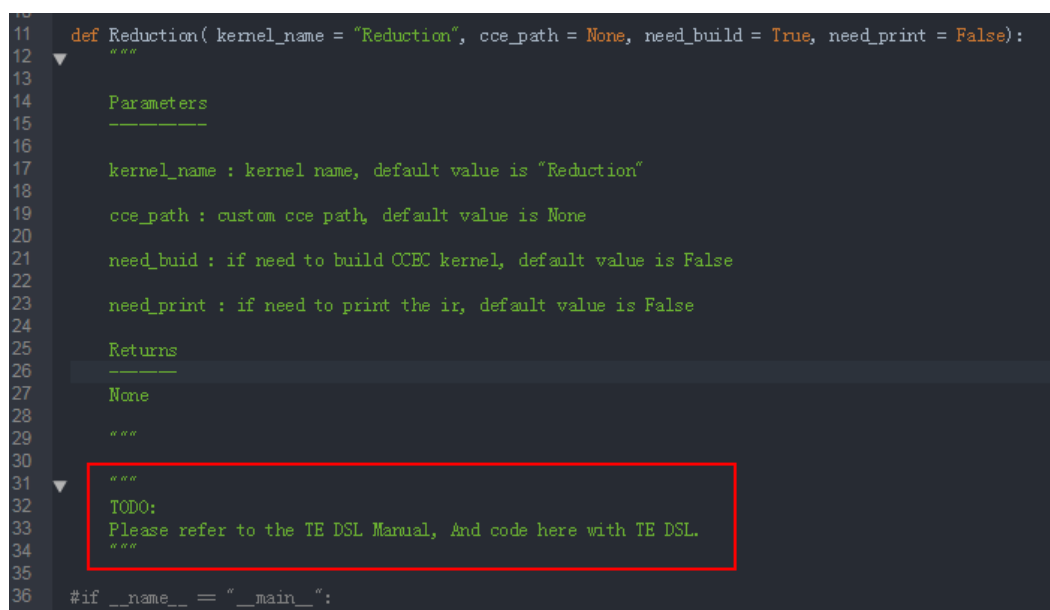 11 def Reduction( kernel_name = "Reduction", cce_path = None, need_build = True, need_print = False):
12 """
13
14 Parameters
15 ----------
16
17 kernel_name : kernel name, default value is "Reduction"
18
19 cce_path : custom cce path, default value is None
20
21 need_buid : if need to build CCEC kernel, default value is False
22
23 need_print : if need to print the ir, default value is False
24
25 Returns
26 -------
27 None
28
29 """
30
31 """
32 TODO:
33 Please refer to the TE DSL Manual, And code here with TE DSL.
34 """
35
36 #if __name__ == "__main__":